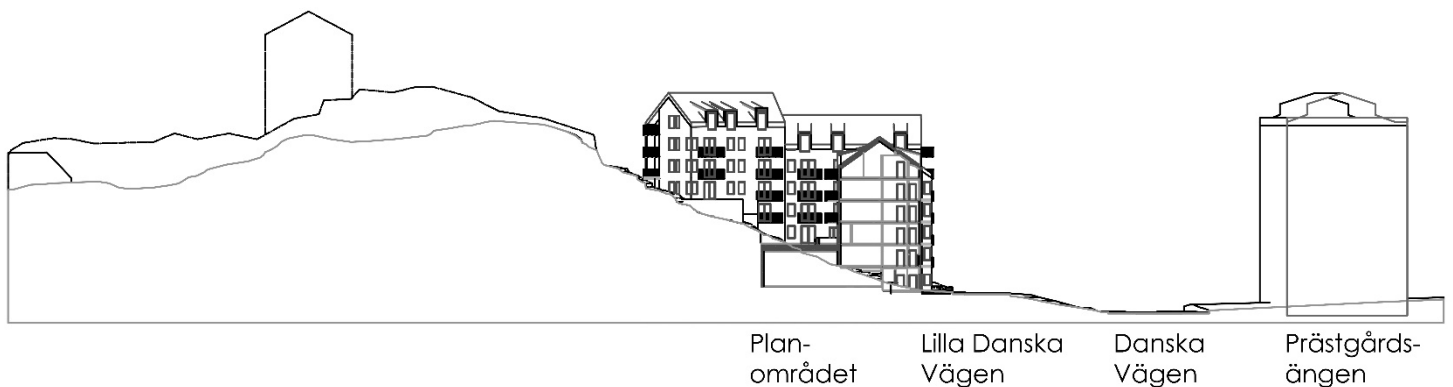 Plan-
området
Lilla Danska
Vägen
Danska
Vägen
Prästgårds-
ängen